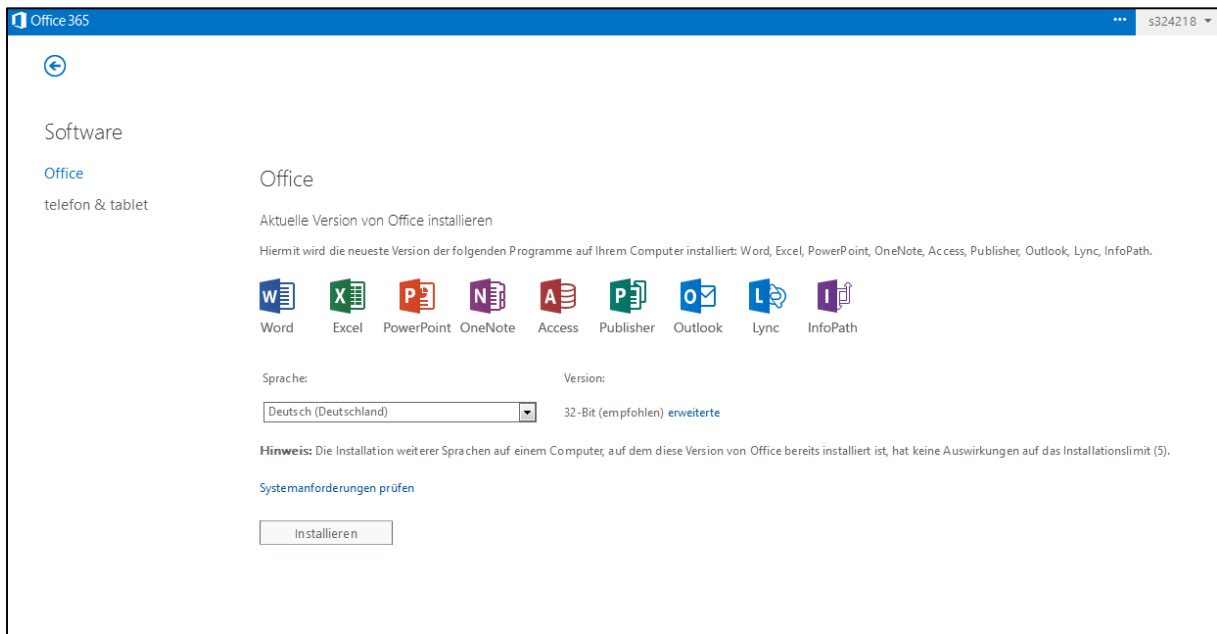 Office 365
s324218
Software
Office
telefon & tablet
Office
Aktuelle Version von Office installieren
Hiermit wird die neueste Version der folgenden Programme auf Ihrem Computer installiert: Word, Excel, PowerPoint, OneNote, Access, Publisher, Outlook, Lync, InfoPath.
Word Excel PowerPoint OneNote Access Publisher Outlook Lync InfoPath
Sprache: Version:
Deutsch (Deutschland) 32-Bit (empfohlen) erweiterte
Hinweis: Die Installation weiterer Sprachen auf einem Computer, auf dem diese Version von Office bereits installiert ist, hat keine Auswirkungen auf das Installationslimit (5).
Systemanforderungen prüfen
Installieren